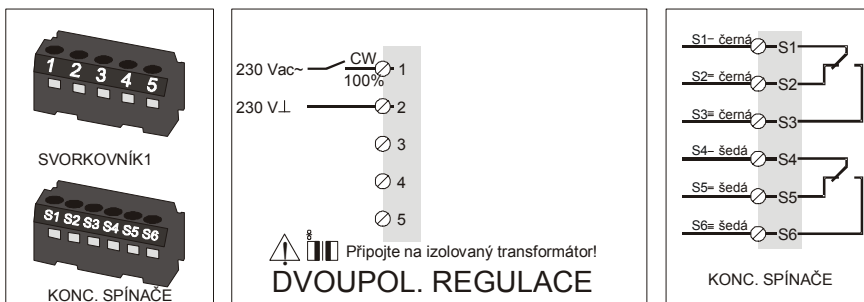 1 2 3 4 5
SVORKOVNÍK1
S1 S2 S3 S4 S5 S6
KONC. SPÍNAČE
230 Vac~ CW 1
100%
230 V⊥ 2
3
4
5
Připojte na izolovaný transformátor!
DVOUPOL. REGULACE
S1– černá S1
S2= černá S2
S3≡ černá S3
S4– šedá S4
S5= šedá S5
S6≡ šedá S6
KONC. SPÍNAČE